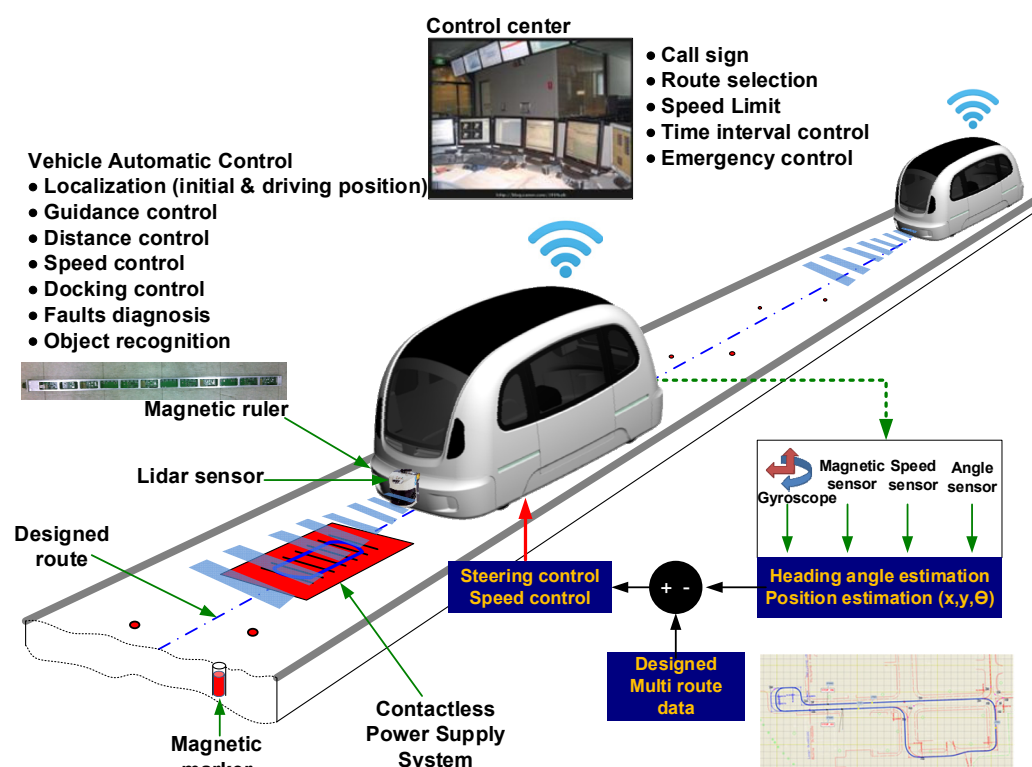 Control center
• Call sign
• Route selection
• Speed Limit
• Time interval control
• Emergency control
Vehicle Automatic Control
• Localization (initial & driving position)
• Guidance control
• Distance control
• Speed control
• Docking control
• Faults diagnosis
• Object recognition
Magnetic ruler
Lidar sensor
Designed
route
Magnetic
sensor
Speed
sensor
Angle
sensor
Gyroscope
Steering control
Speed control
+ -
Heading angle estimation
Position estimation (x,y,Θ)
Designed
Multi route
data
Contactless
Power Supply
System
Magnetic
marker